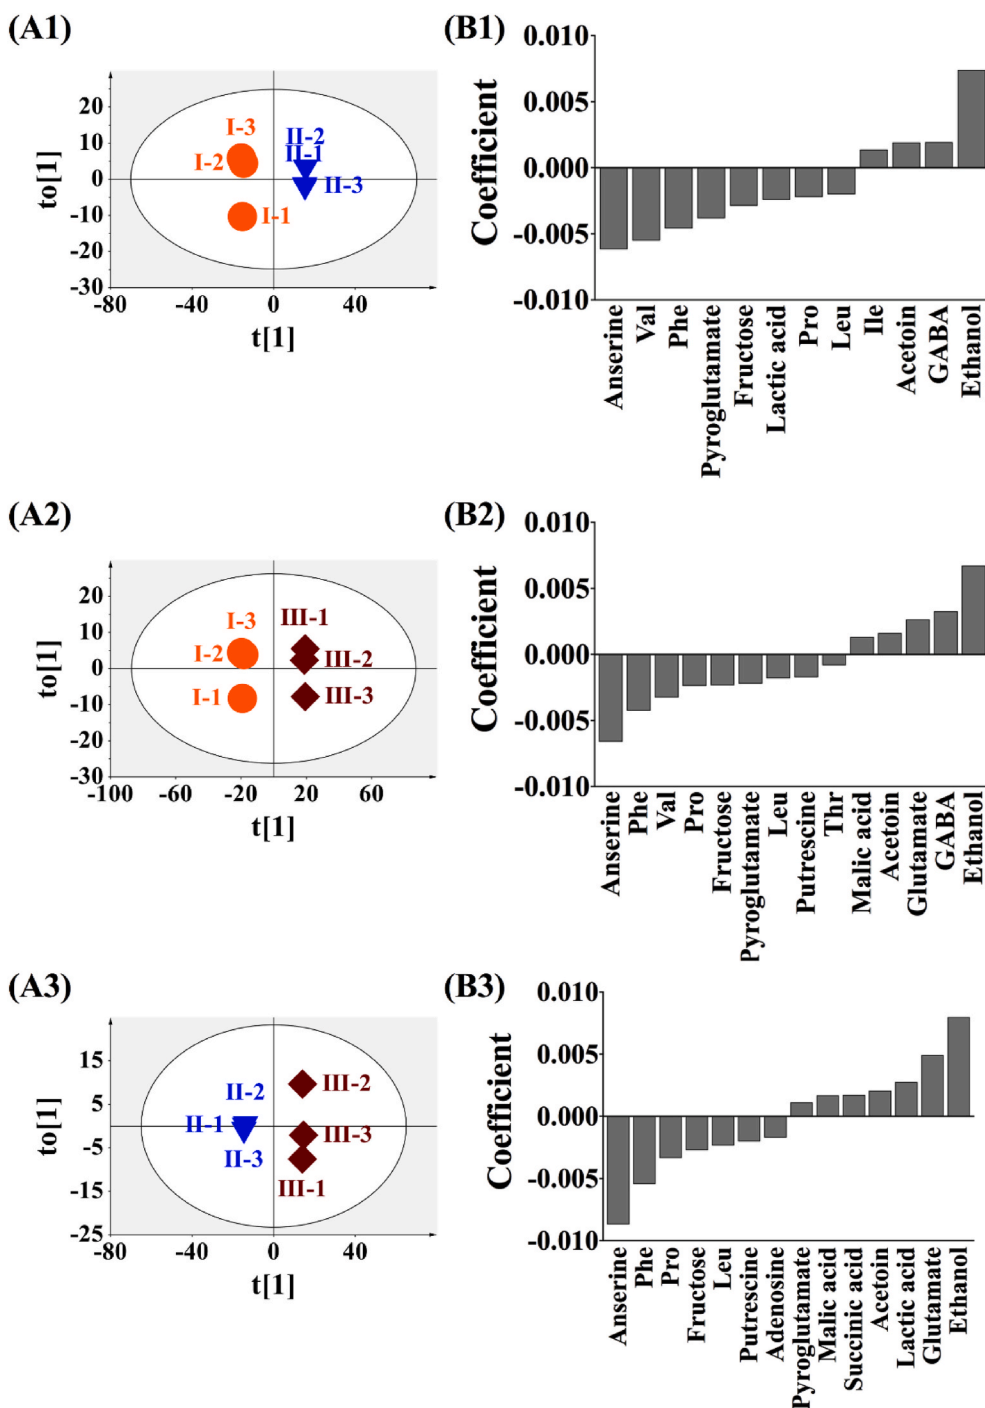 (A1)
(B1)
20
10
0
-10
-20
-30
to[1]
I-3
I-2
I-1
II-2
II-1
II-3
-80
-40
0
40
t[1]
0.010
0.005
0.000
-0.005
-0.010
Coefficient
Anserine
Val
Phe
Pyroglutamate
Fructose
Lactic acid
Pro
Leu
Ile
Acetoin
GABA
Ethanol
(A2)
(B2)
20
10
0
-10
-20
-30
to[1]
I-3
I-2
I-1
III-1
III-2
III-3
-100
-60
-20
20
60
t[1]
0.010
0.005
0.000
-0.005
-0.010
Coefficient
Anserine
Phe
Val
Pro
Fructose
Pyroglutamate
Leu
Putrescine
Thr
Malic acid
Acetoin
Glutamate
GABA
Ethanol
(A3)
(B3)
15
5
-5
-15
-25
to[1]
II-2
II-1
II-3
III-2
III-3
III-1
-80
-40
0
40
t[1]
0.010
0.005
0.000
-0.005
-0.010
Coefficient
Anserine
Phe
Pro
Fructose
Leu
Putrescine
Adenosine
Pyroglutamate
Malic acid
Succinic acid
Acetoin
Lactic acid
Glutamate
Ethanol